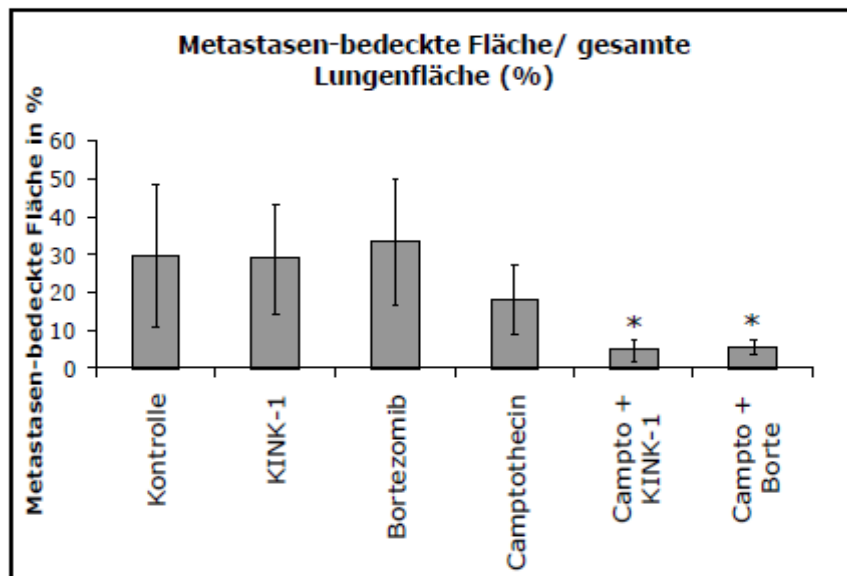 Metastasen-bedeckte Fläche/ gesamte
Lungenfläche (%)
Metastasen-bedeckte Fläche in %
60
50
40
30
20
10
0
*
*
Kontrolle
KINK-1
Bortezomib
Camptothecin
Campto +
KINK-1
Campto +
Borte